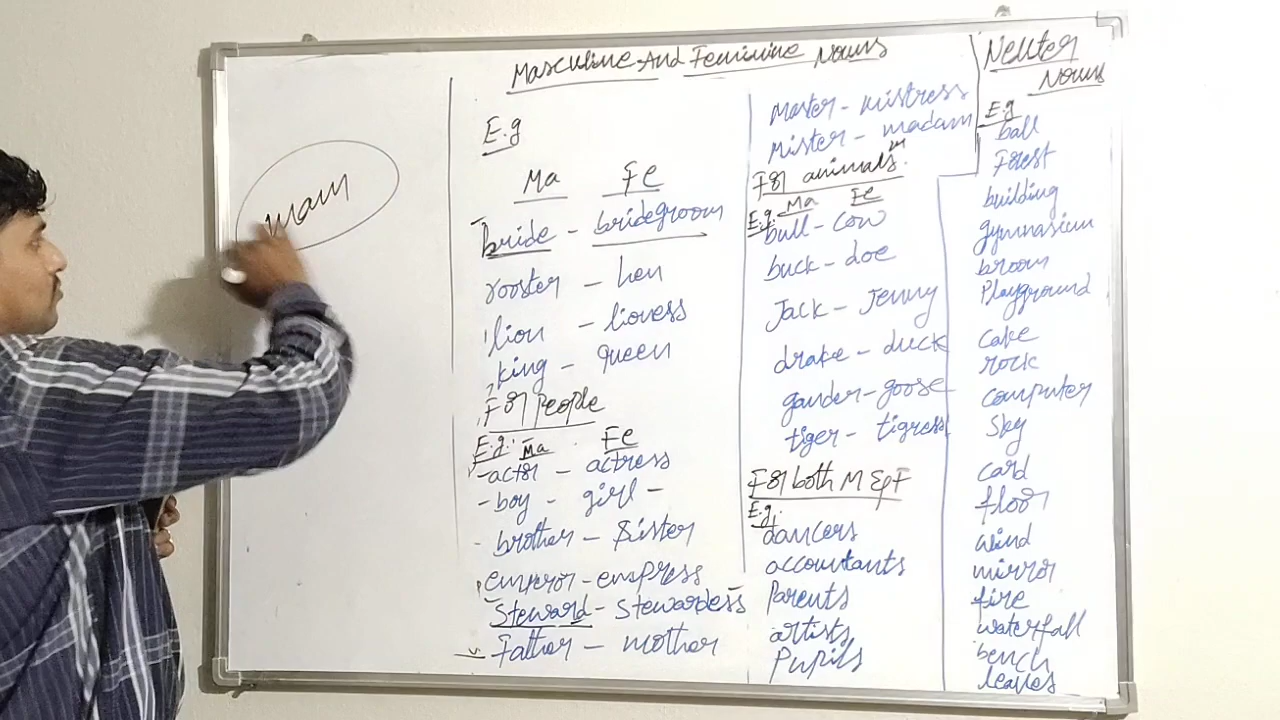 Masculine And Feminine Nouns
mam
E.g
Ma Fe
bride - bridegroom
rooster - hen
lion - lioness
king - queen
For people
E.g: Ma Fe
- actor - actress
- boy - girl -
- brother - Sister
emperor - empress
Steward - Stewardess
Father - mother
Master - mistress
Mister - madam
For animals.
E.g: Ma Fe
bull - cow
buck - doe
Jack - Jenny
drake - duck
gander - goose
tiger - tigress
For both M & F
E.g:
dancers
accountants
Parents
artists
Pupils
Neuter
Nouns
E.g
ball
Forest
building
gymnasium
broom
Playground
cake
rock
computer
Sky
card
floor
wind
mirror
fire
waterfall
bench
leaves